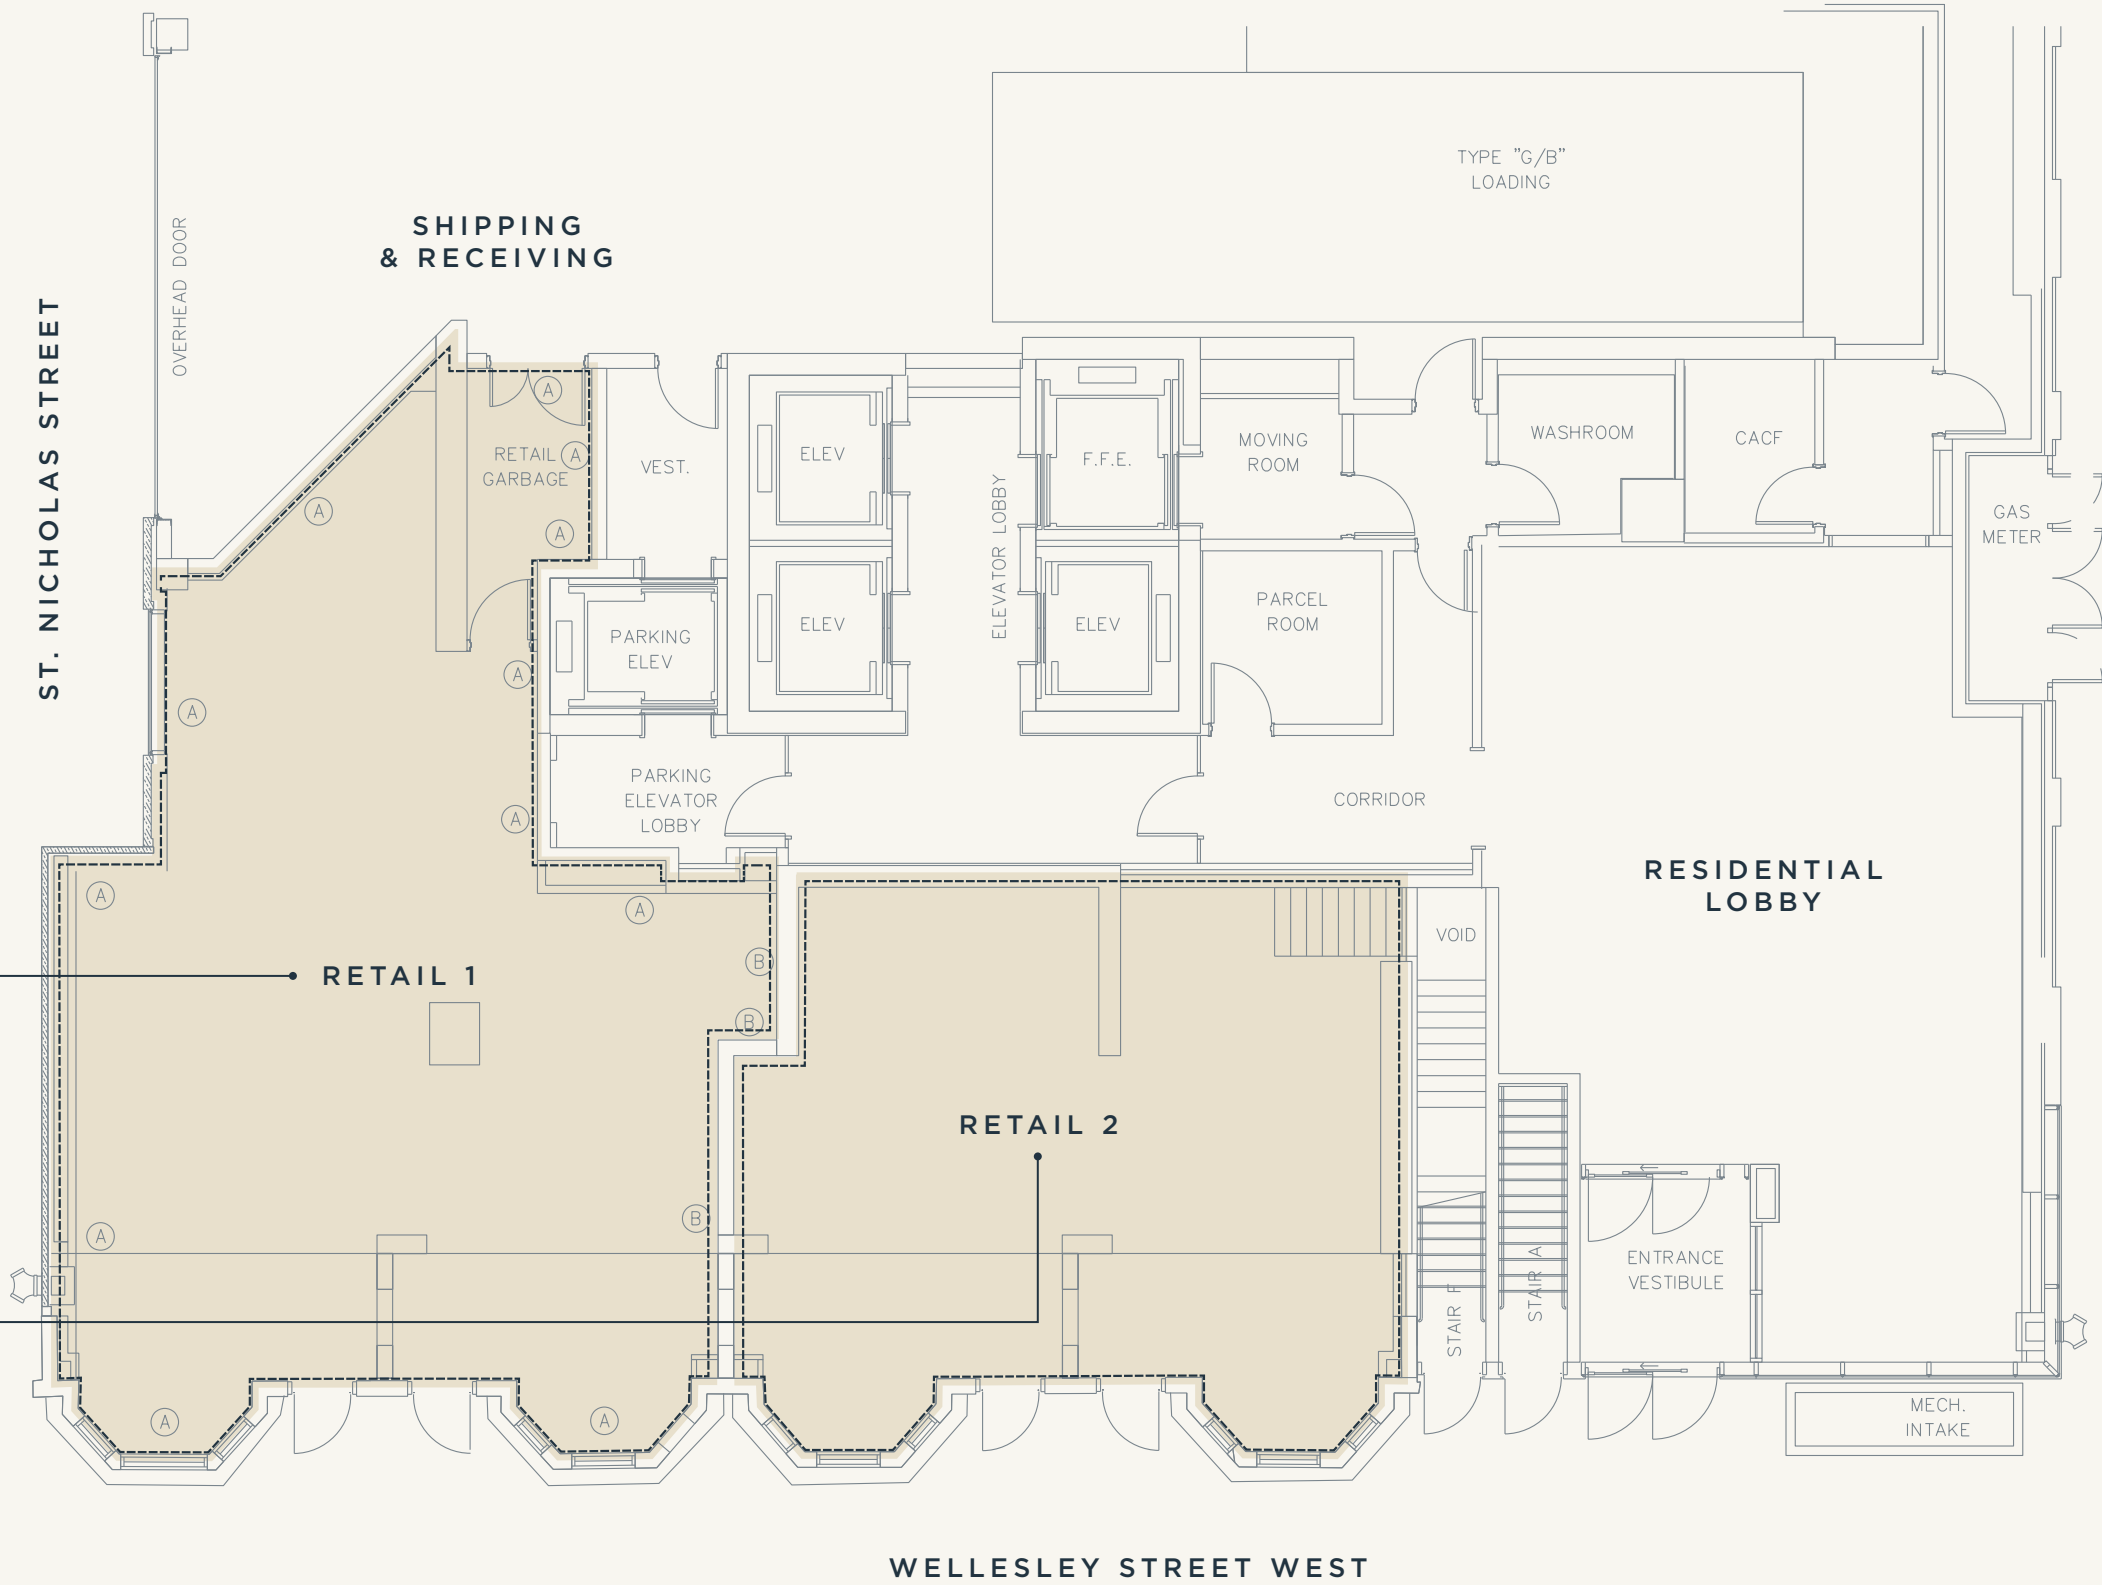 TYPE "G/B"
LOADING
SHIPPING
& RECEIVING
OVERHEAD DOOR
ST. NICHOLAS STREET
A
RETAIL
GARBAGE
A
A
A
VEST.
ELEV
F.F.E.
MOVING
ROOM
WASHROOM
CACF
GAS
METER
ELEVATOR LOBBY
PARKING
ELEV
ELEV
ELEV
PARCEL
ROOM
A
A
PARKING
ELEVATOR
LOBBY
A
CORRIDOR
RESIDENTIAL
LOBBY
A
A
VOID
B
RETAIL 1
B
RETAIL 2
B
A
ENTRANCE
VESTIBULE
STAIR F
STAIR A
A
A
MECH.
INTAKE
WELLESLEY STREET WEST